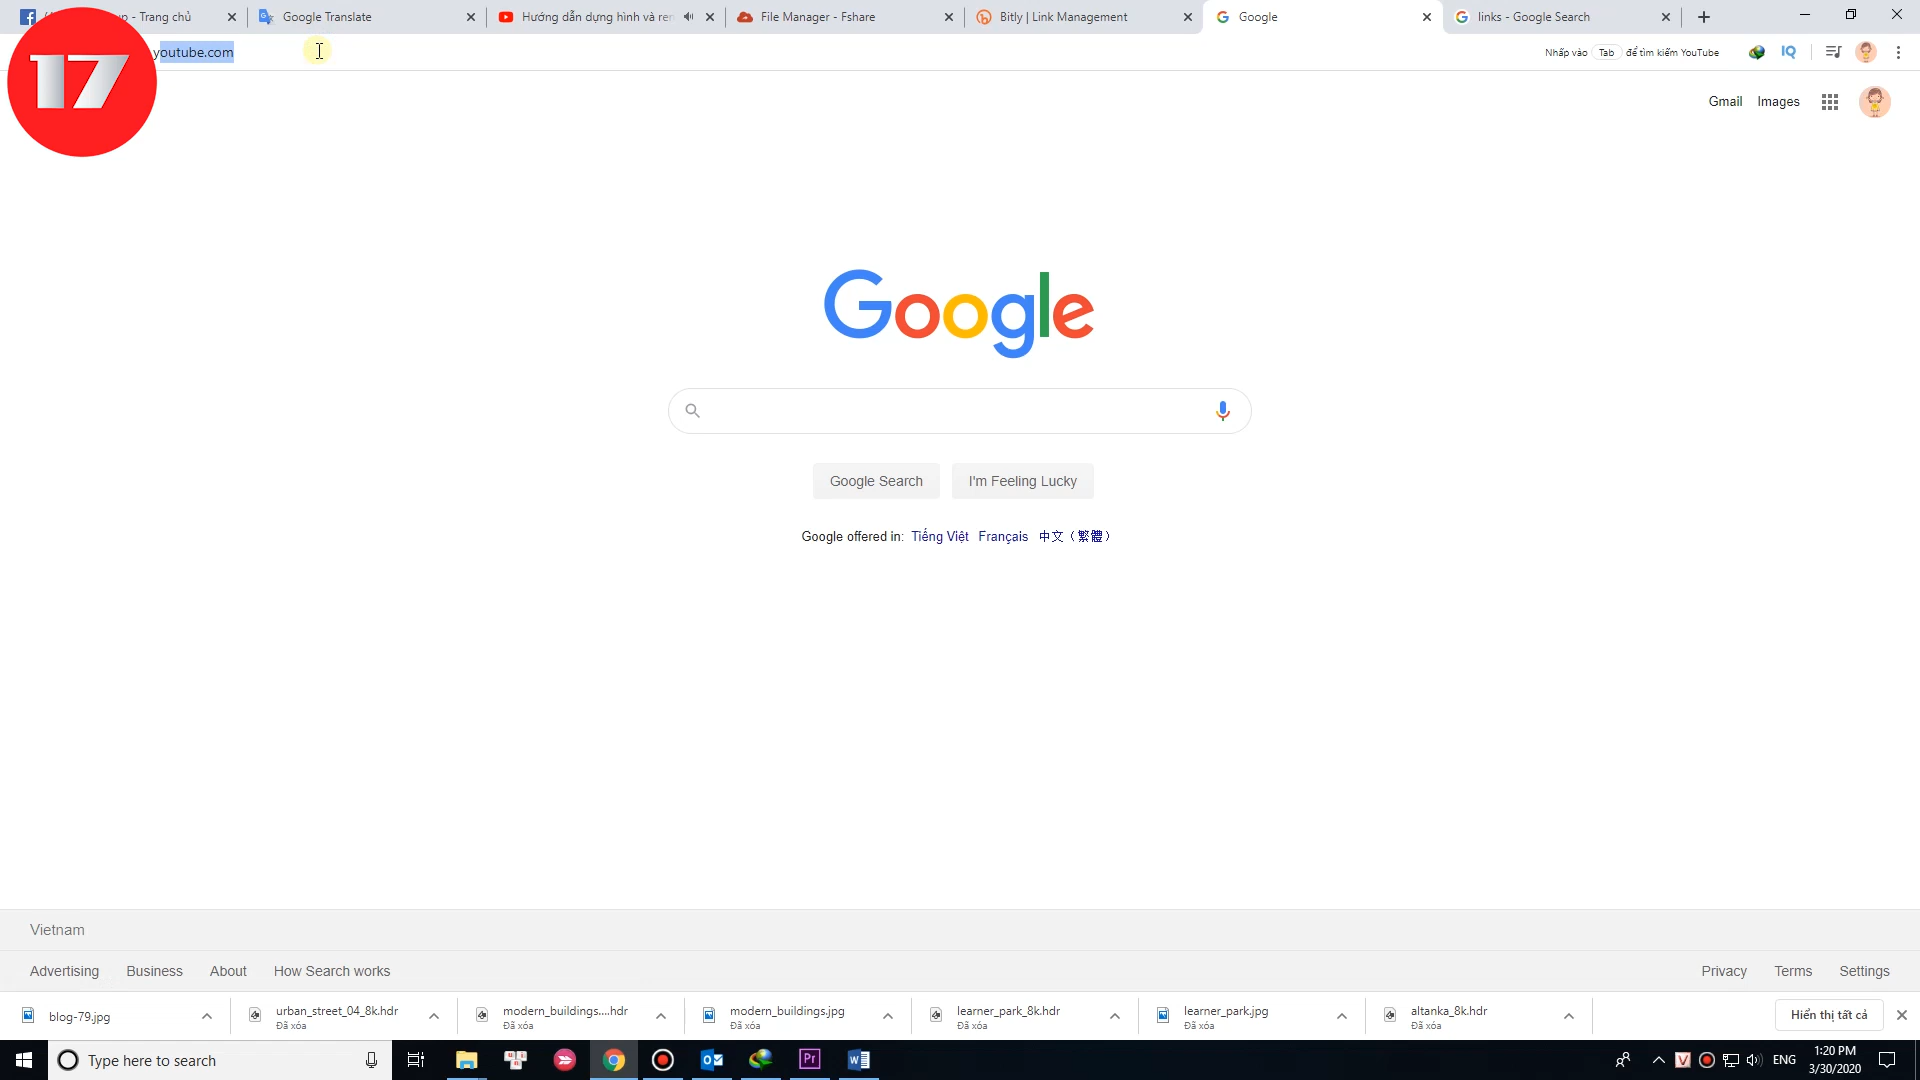 - Trang chủ
Google Translate
Hướng dẫn dựng hình và ren
File Manager - Fshare
Bitly | Link Management
Google
links - Google Search
17
youtube.com
Nhấp vào Tab để tìm kiếm YouTube
IQ
Gmail Images
Google
Google Search
I'm Feeling Lucky
Google offered in: Tiếng Việt Français 中文（繁體）
Vietnam
Advertising Business About How Search works
Privacy Terms Settings
blog-79.jpg
urban_street_04_8k.hdr
Đã xóa
modern_buildings....hdr
Đã xóa
modern_buildings.jpg
Đã xóa
learner_park_8k.hdr
Đã xóa
learner_park.jpg
Đã xóa
altanka_8k.hdr
Đã xóa
Hiển thị tất cả
Type here to search
Pr
ENG
1:20 PM
3/30/2020